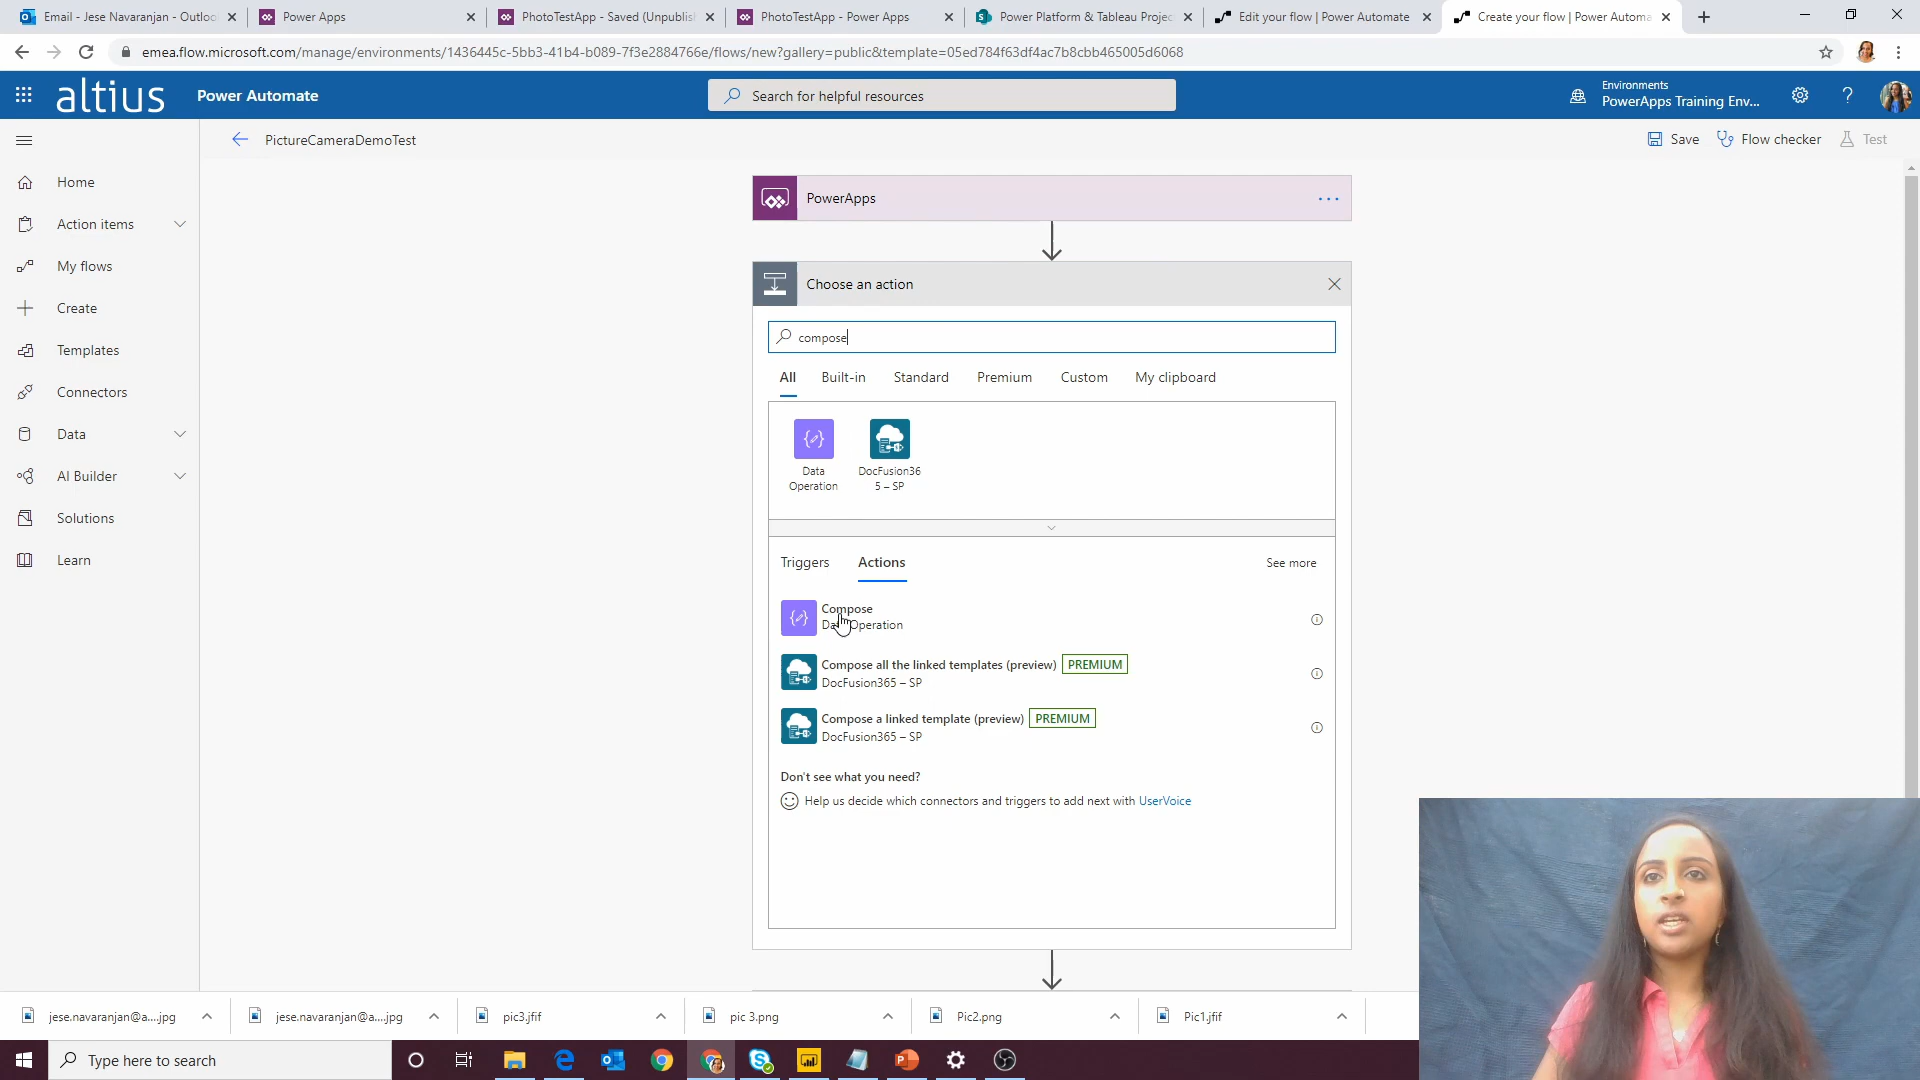 Email - Jese Navaranjan - Outloo
Power Apps
PhotoTestApp - Saved (Unpublis
PhotoTestApp - Power Apps
Power Platform & Tableau Projec
Edit your flow | Power Automate
Create your flow | Power Automa
emea.flow.microsoft.com/manage/environments/1436445c-5bb3-41b4-b089-7f3e2884766e/flows/new?gallery=public&template=05ed784f63df4ac7b8cbb465005d6068
altius
Power Automate
Search for helpful resources
Environments
PowerApps Training Env...
PictureCameraDemoTest
Save
Flow checker
Test
Home
Action items
My flows
Create
Templates
Connectors
Data
AI Builder
Solutions
Learn
PowerApps
Choose an action
compose
All
Built-in
Standard
Premium
Custom
My clipboard
Data
Operation
DocFusion36
5 – SP
Triggers
Actions
See more
Compose
Data Operation
Compose all the linked templates (preview) PREMIUM
DocFusion365 – SP
Compose a linked template (preview) PREMIUM
DocFusion365 – SP
Don't see what you need?
Help us decide which connectors and triggers to add next with UserVoice
jese.navaranjan@a....jpg
jese.navaranjan@a....jpg
pic3.jfif
pic 3.png
Pic2.png
Pic1.jfif
Type here to search